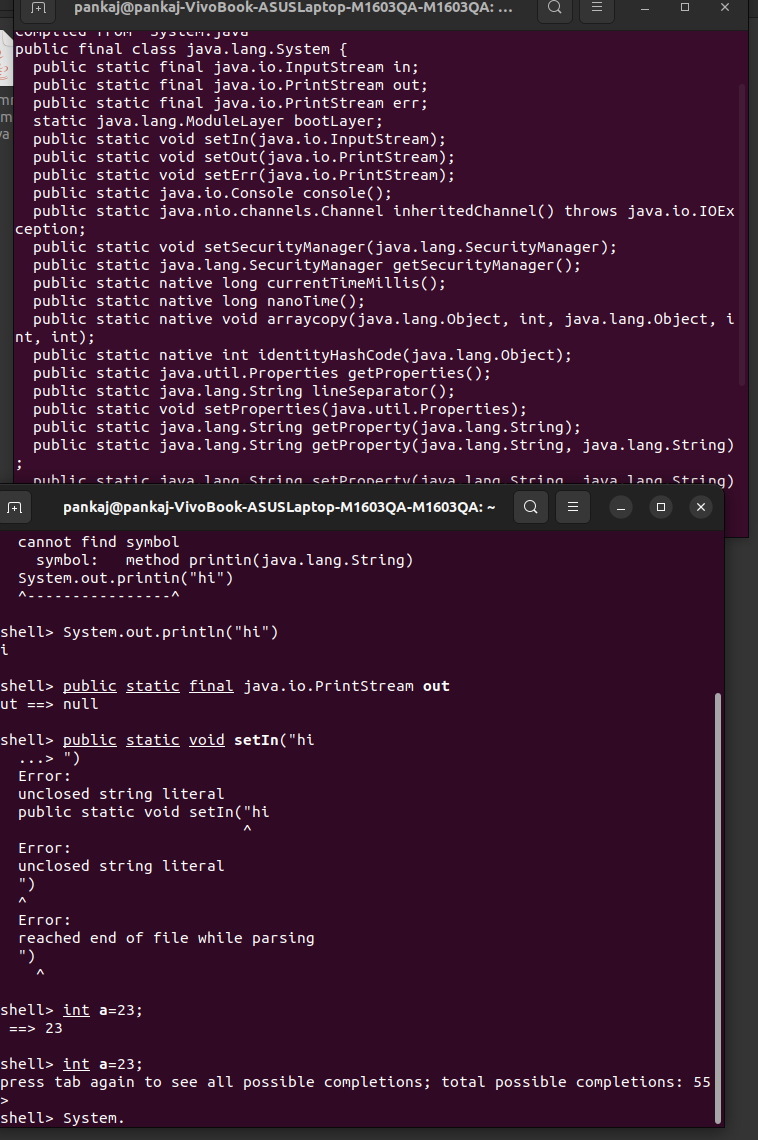 pankaj@pankaj-VivoBook-ASUSLaptop-M1603QA-M1603QA: ...
Compiled from "System.java"
public final class java.lang.System {
  public static final java.io.InputStream in;
  public static final java.io.PrintStream out;
  public static final java.io.PrintStream err;
  static java.lang.ModuleLayer bootLayer;
  public static void setIn(java.io.InputStream);
  public static void setOut(java.io.PrintStream);
  public static void setErr(java.io.PrintStream);
  public static java.io.Console console();
  public static java.nio.channels.Channel inheritedChannel() throws java.io.IOEx
ception;
  public static void setSecurityManager(java.lang.SecurityManager);
  public static java.lang.SecurityManager getSecurityManager();
  public static native long currentTimeMillis();
  public static native long nanoTime();
  public static native void arraycopy(java.lang.Object, int, java.lang.Object, i
nt, int);
  public static native int identityHashCode(java.lang.Object);
  public static java.util.Properties getProperties();
  public static java.lang.String lineSeparator();
  public static void setProperties(java.util.Properties);
  public static java.lang.String getProperty(java.lang.String);
  public static java.lang.String getProperty(java.lang.String, java.lang.String)
;
  public static java.lang.String setProperty(java.lang.String, java.lang.String)
pankaj@pankaj-VivoBook-ASUSLaptop-M1603QA-M1603QA: ~
  cannot find symbol
    symbol:   method printin(java.lang.String)
  System.out.printin("hi")
  ^----------------^
shell> System.out.println("hi")
i
shell> public static final java.io.PrintStream out
ut ==> null
shell> public static void setIn("hi
  ...> ")
  Error:
  unclosed string literal
  public static void setIn("hi
                           ^
  Error:
  unclosed string literal
  ")
  ^
  Error:
  reached end of file while parsing
  ")
    ^
shell> int a=23;
 ==> 23
shell> int a=23;
press tab again to see all possible completions; total possible completions: 55
>
shell> System.